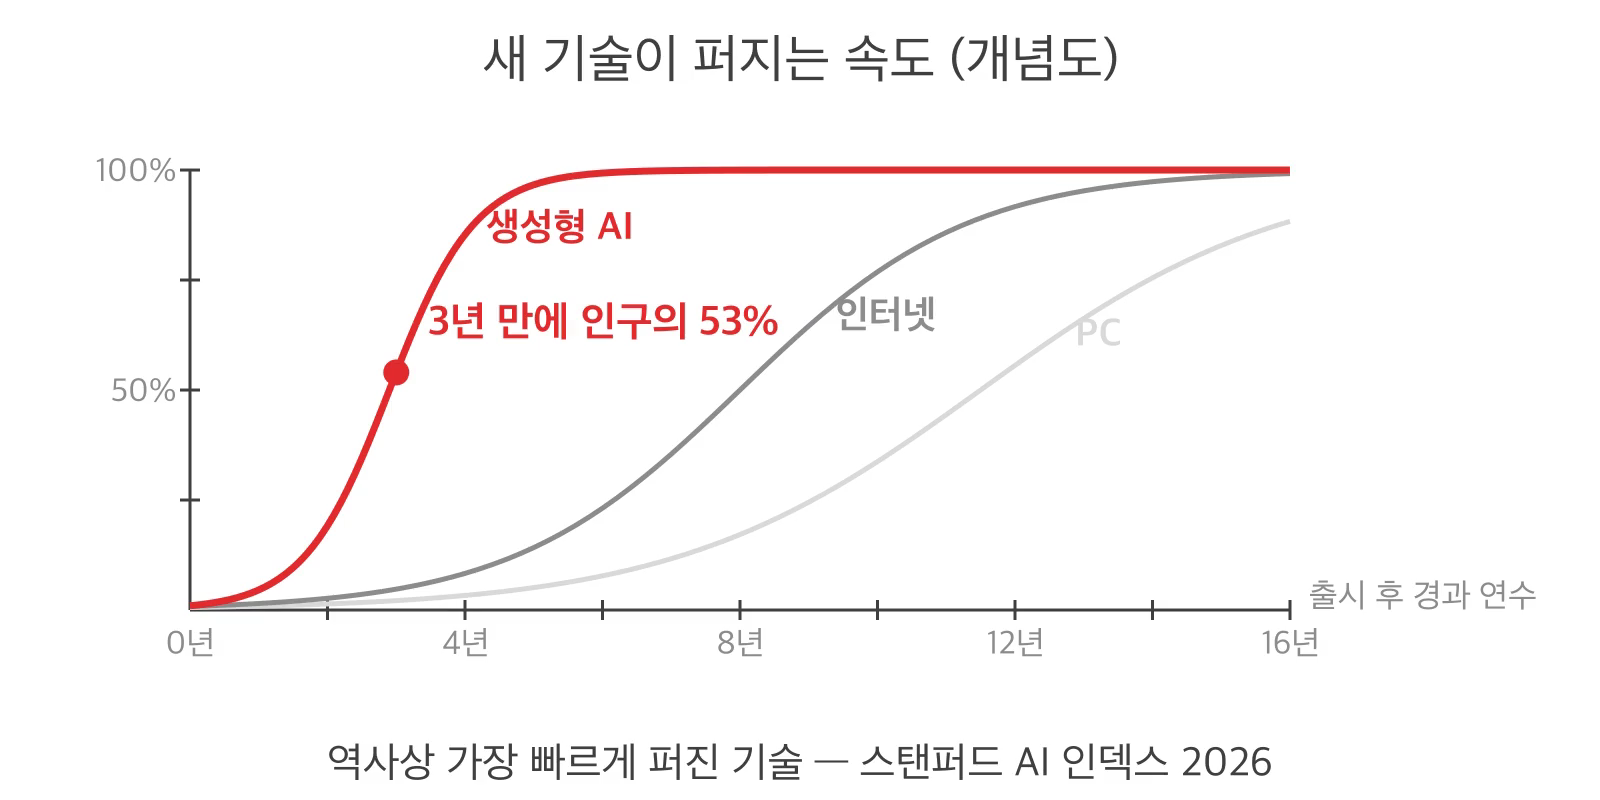 새 기술이 퍼지는 속도 (개념도)
100%
생성형 AI
3년 만에 인구의 53%
인터넷
PC
50%
출시 후 경과 연수
0년
4년
8년
12년
16년
역사상 가장 빠르게 퍼진 기술 — 스탠퍼드 AI 인덱스 2026